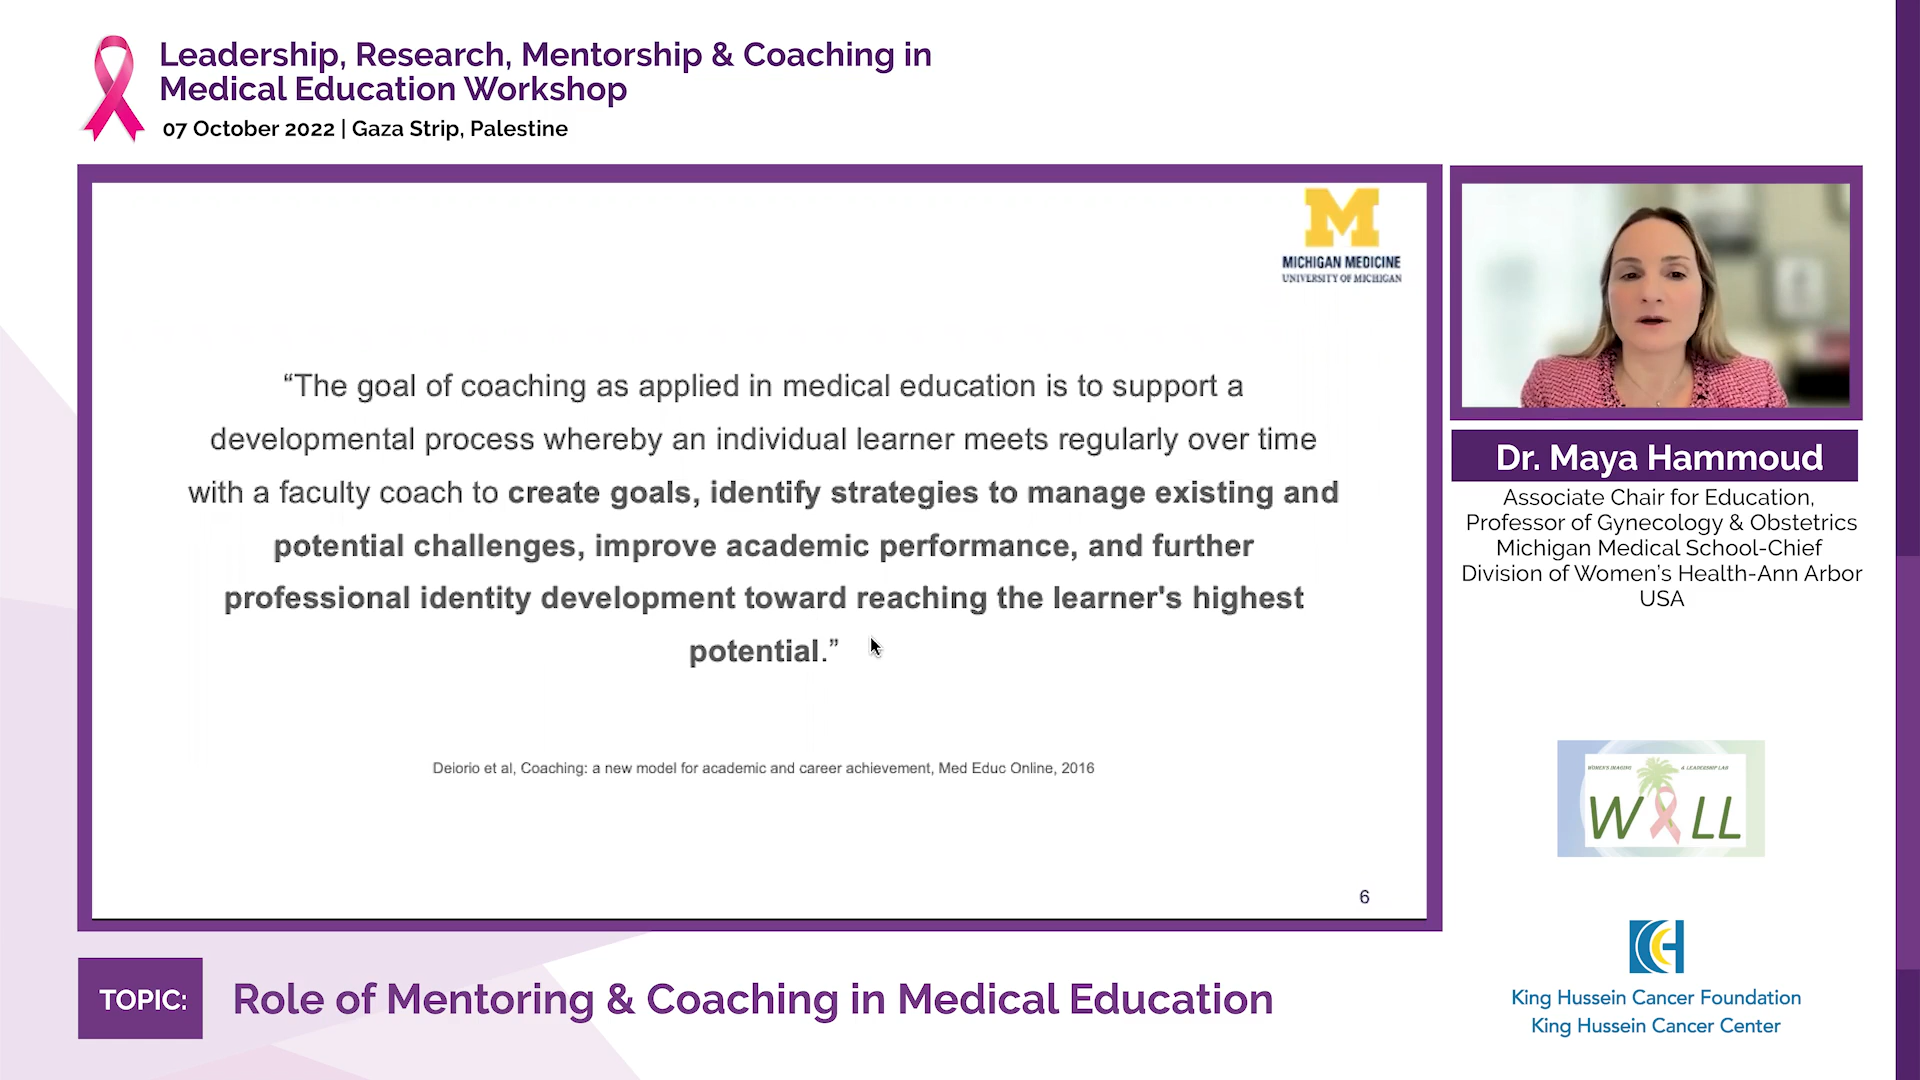 Leadership, Research, Mentorship & Coaching in
Medical Education Workshop
07 October 2022 | Gaza Strip, Palestine
M
MICHIGAN MEDICINE
UNIVERSITY OF MICHIGAN
“The goal of coaching as applied in medical education is to support a
developmental process whereby an individual learner meets regularly over time
with a faculty coach to create goals, identify strategies to manage existing and
potential challenges, improve academic performance, and further
professional identity development toward reaching the learner's highest
potential.”
Deiorio et al, Coaching: a new model for academic and career achievement, Med Educ Online, 2016
6
Dr. Maya Hammoud
Associate Chair for Education,
Professor of Gynecology & Obstetrics
Michigan Medical School-Chief
Division of Women’s Health-Ann Arbor
USA
WOMEN'S IMAGING & LEADERSHIP LAB
WILL
King Hussein Cancer Foundation
King Hussein Cancer Center
TOPIC:
Role of Mentoring & Coaching in Medical Education